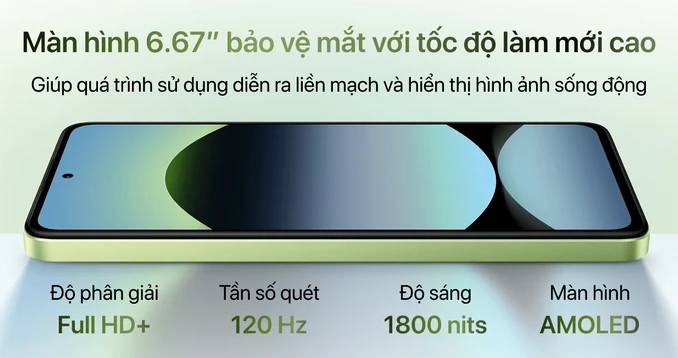 Màn hình 6.67” bảo vệ mắt với tốc độ làm mới cao
Giúp quá trình sử dụng diễn ra liền mạch và hiển thị hình ảnh sống động
Độ phân giải
Full HD+
Tần số quét
120 Hz
Độ sáng
1800 nits
Màn hình
AMOLED